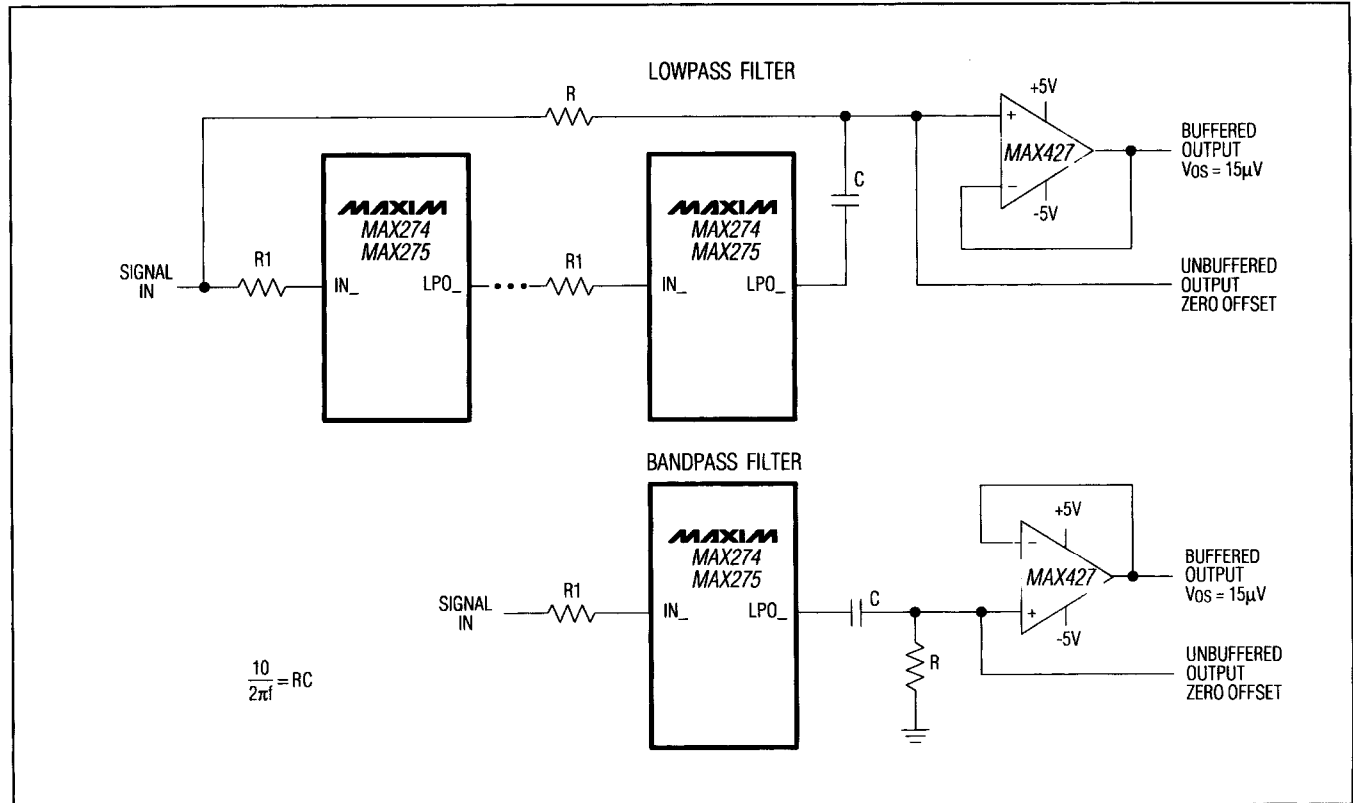 LOWPASS FILTER
R
+5V
+
MAX427
−
-5V
BUFFERED
OUTPUT
VOS = 15µV
C
MAXIM
MAX274
MAX275
MAXIM
MAX274
MAX275
SIGNAL
IN
R1
IN_
LPO_
R1
IN_
LPO_
UNBUFFERED
OUTPUT
ZERO OFFSET
BANDPASS FILTER
MAXIM
MAX274
MAX275
SIGNAL
IN
R1
IN_
LPO_
C
R
+5V
−
MAX427
+
-5V
BUFFERED
OUTPUT
VOS = 15µV
UNBUFFERED
OUTPUT
ZERO OFFSET
10
2πf
=RC